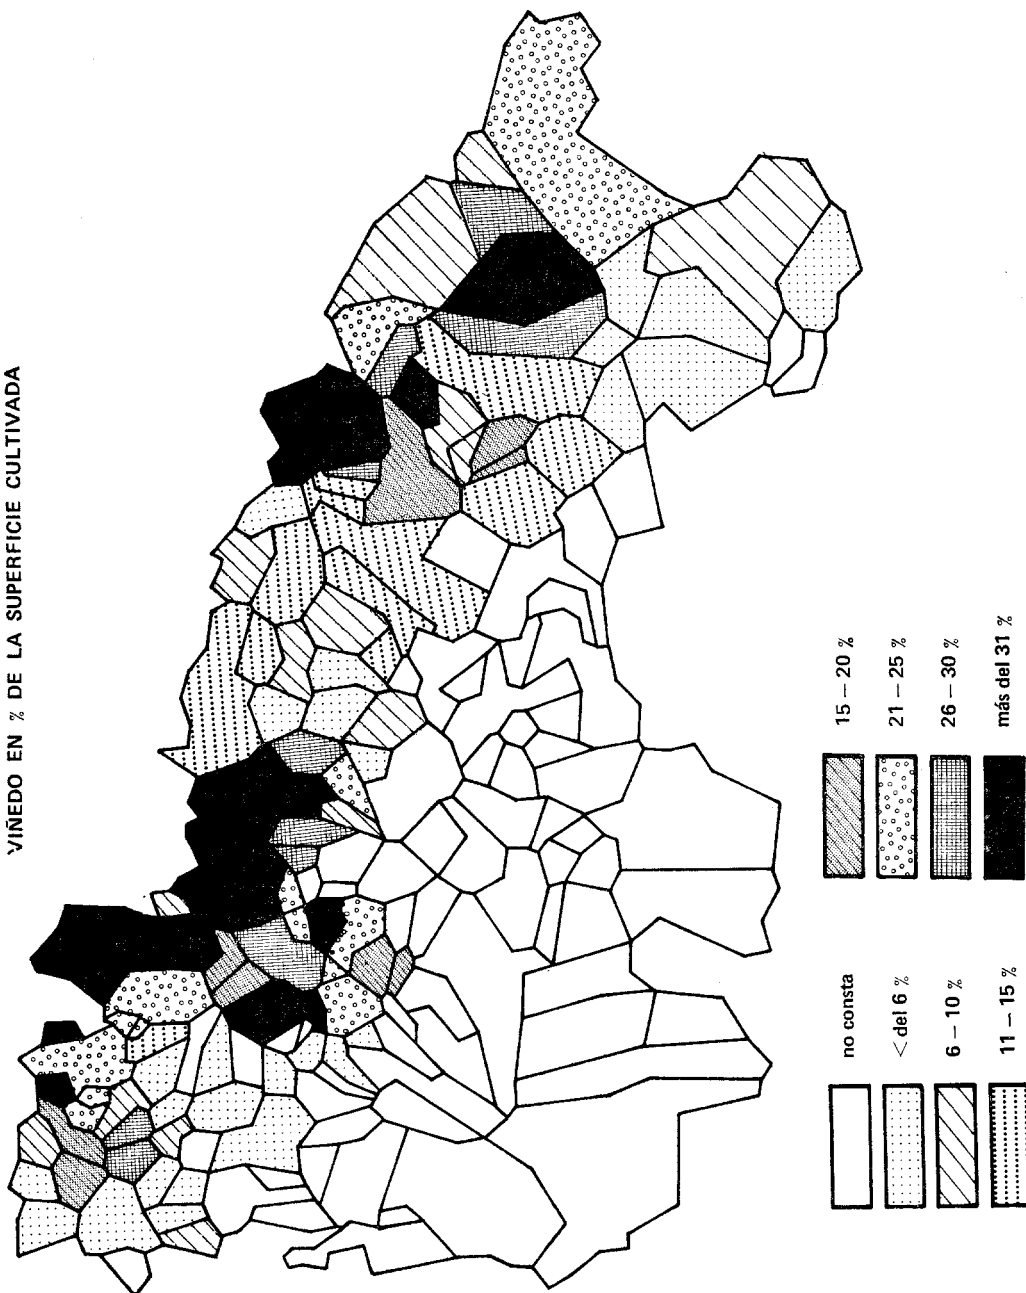 VIÑEDO EN % DE LA SUPERFICIE CULTIVADA
no consta
< del 6 %
6 – 10 %
11 – 15 %
15 – 20 %
21 – 25 %
26 – 30 %
más del 31 %